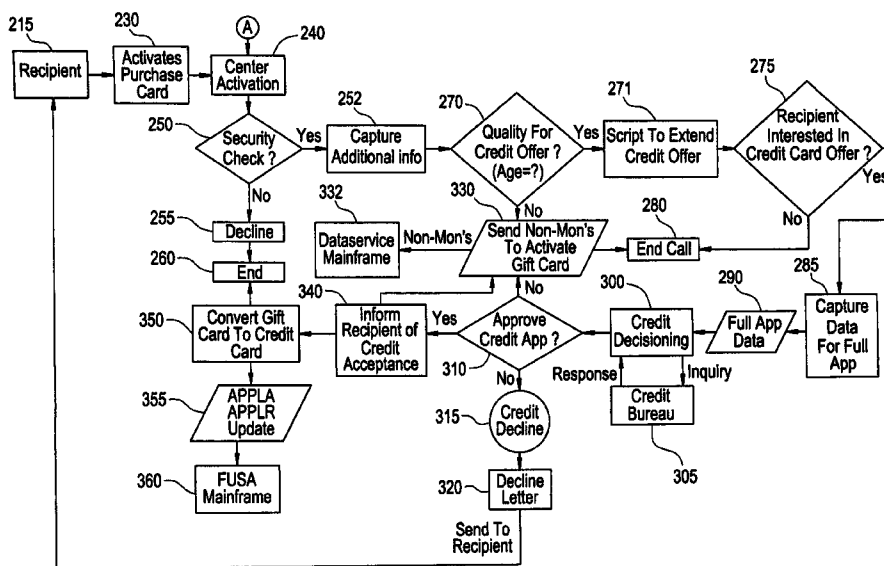 215
Recipient
230
Activates
Purchase
Card
A
240
Center
Activation
250
Security
Check ?
Yes
No
252
Capture
Additional info
270
Quality For
Credit Offer ?
(Age=?)
Yes
No
271
Script To Extend
Credit Offer
275
Recipient
Interested In
Credit Card Offer ?
Yes
No
255
Decline
260
End
332
Dataservice
Mainframe
Non-Mon's
330
Send Non-Mon's
To Activate
Gift Card
280
End Call
285
Capture
Data
For Full
App
290
Full App
Data
300
Credit
Decisioning
Response
Inquiry
Credit
Bureau
305
No
Approve
Credit App ?
310
Yes
No
340
Inform
Recipient of
Credit
Acceptance
350
Convert Gift
Card To Credit
Card
355
APPLA
APPLR
Update
360
FUSA
Mainframe
315
Credit
Decline
320
Decline
Letter
Send To
Recipient